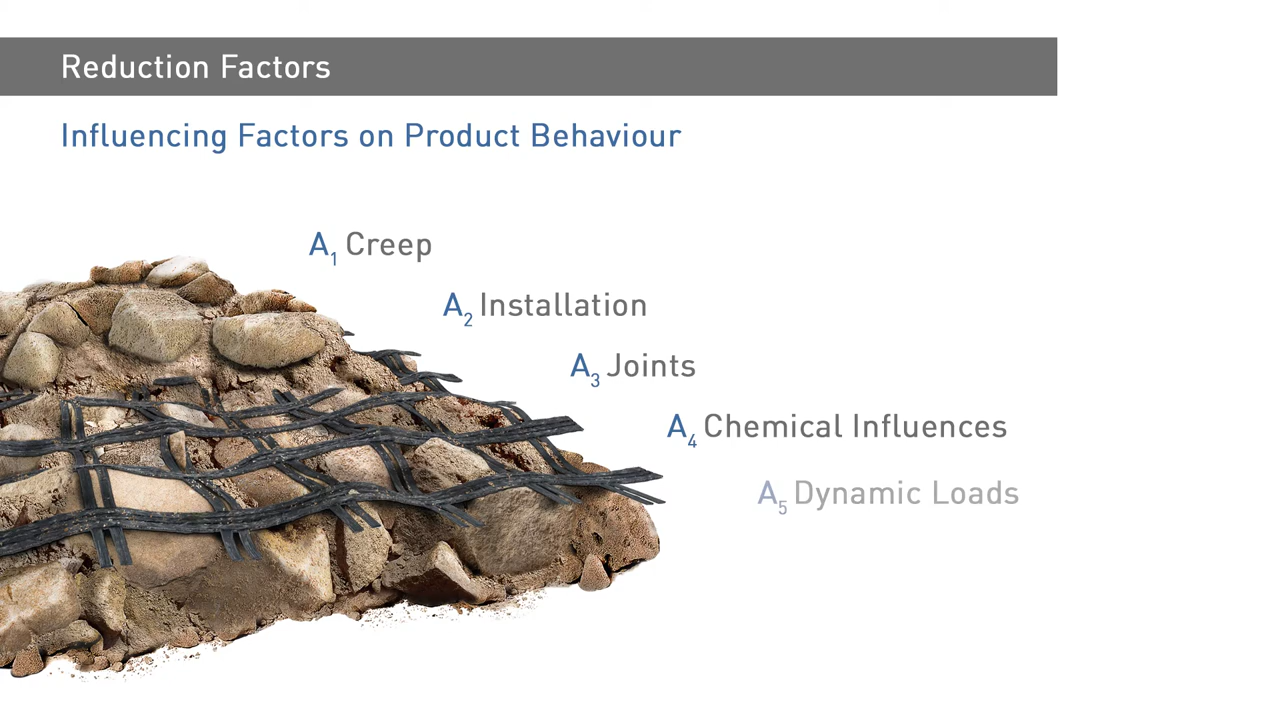 Reduction Factors
Influencing Factors on Product Behaviour
A1 Creep
A2 Installation
A3 Joints
A4 Chemical Influences
A5 Dynamic Loads